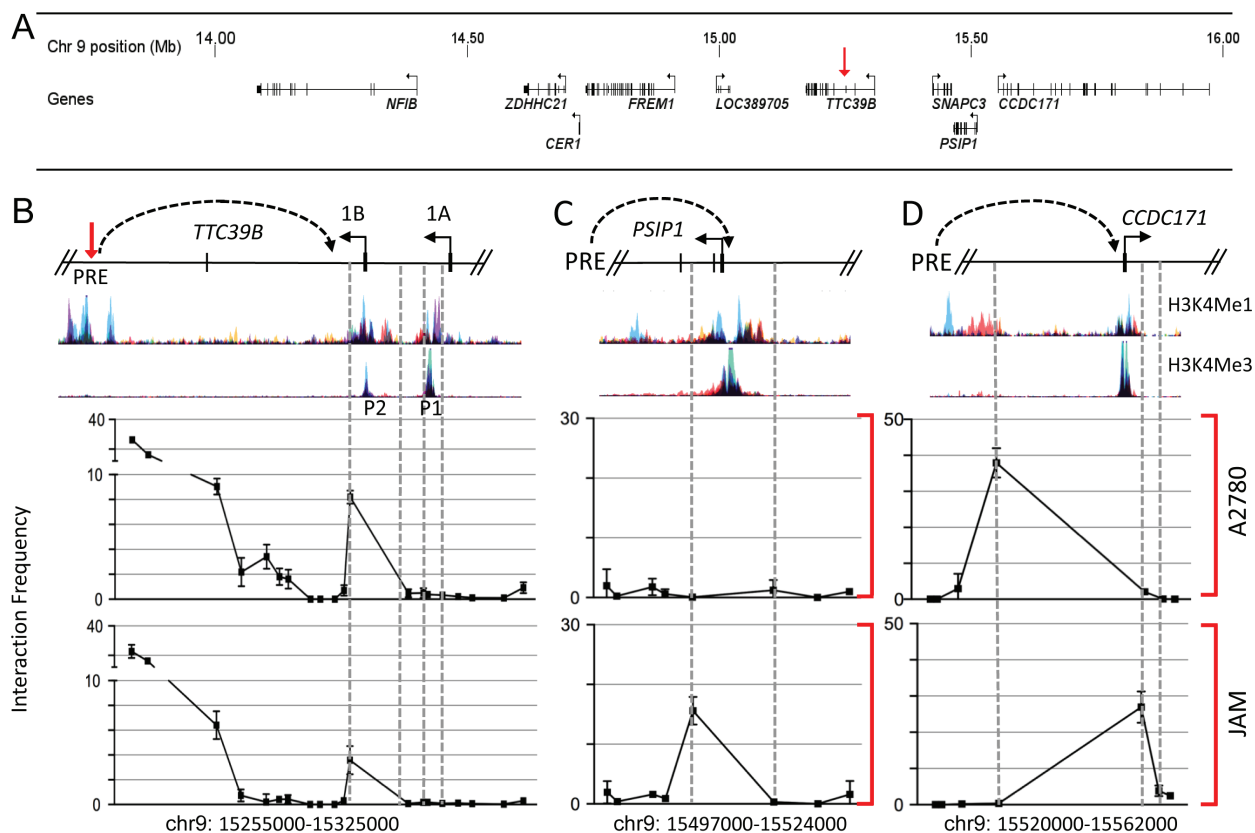 A
Chr 9 position (Mb)
14.00
14.50
15.00
15.50
16.00
Genes
NFIB
ZDHHC21
FREM1
LOC389705
TTC39B
SNAPC3
CCDC171
CER1
PSIP1
B
TTC39B
1B
1A
PRE
P2
P1
C
PSIP1
PRE
D
CCDC171
PRE
H3K4Me1
H3K4Me3
Interaction Frequency
40
10
0
40
10
0
chr9: 15255000-15325000
30
0
30
0
chr9: 15497000-15524000
50
0
50
0
chr9: 15520000-15562000
A2780
JAM